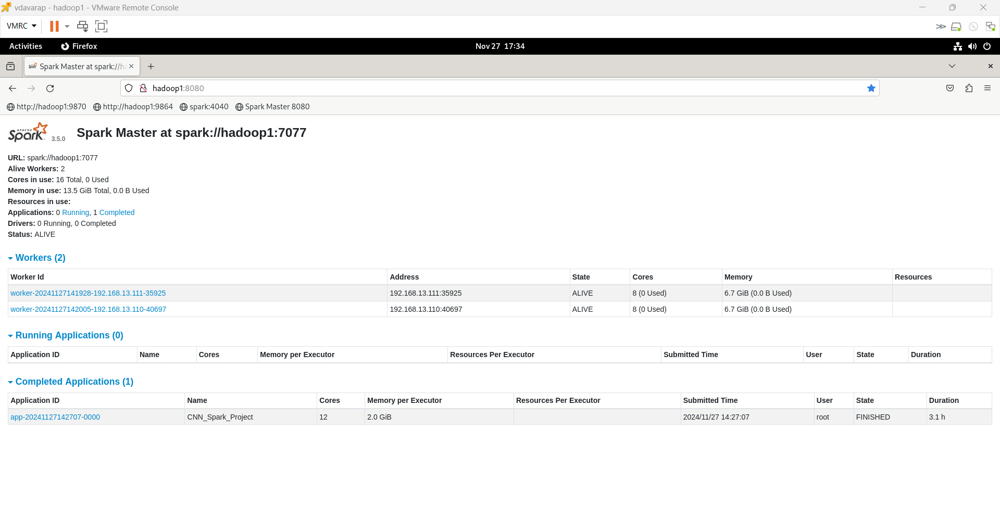 vdavarap - hadoop1 - VMware Remote Console
VMRC
Activities Firefox Nov 27 17:34
Spark Master at spark://ha
hadoop1:8080
http://hadoop1:9870 http://hadoop1:9864 spark:4040 Spark Master 8080
APACHE Spark 3.5.0 Spark Master at spark://hadoop1:7077
URL: spark://hadoop1:7077
Alive Workers: 2
Cores in use: 16 Total, 0 Used
Memory in use: 13.5 GiB Total, 0.0 B Used
Resources in use:
Applications: 0 Running, 1 Completed
Drivers: 0 Running, 0 Completed
Status: ALIVE
Workers (2)
Worker Id Address State Cores Memory Resources
worker-20241127141928-192.168.13.111-35925 192.168.13.111:35925 ALIVE 8 (0 Used) 6.7 GiB (0.0 B Used)
worker-20241127142005-192.168.13.110-40697 192.168.13.110:40697 ALIVE 8 (0 Used) 6.7 GiB (0.0 B Used)
Running Applications (0)
Application ID Name Cores Memory per Executor Resources Per Executor Submitted Time User State Duration
Completed Applications (1)
Application ID Name Cores Memory per Executor Resources Per Executor Submitted Time User State Duration
app-20241127142707-0000 CNN_Spark_Project 12 2.0 GiB 2024/11/27 14:27:07 root FINISHED 3.1 h